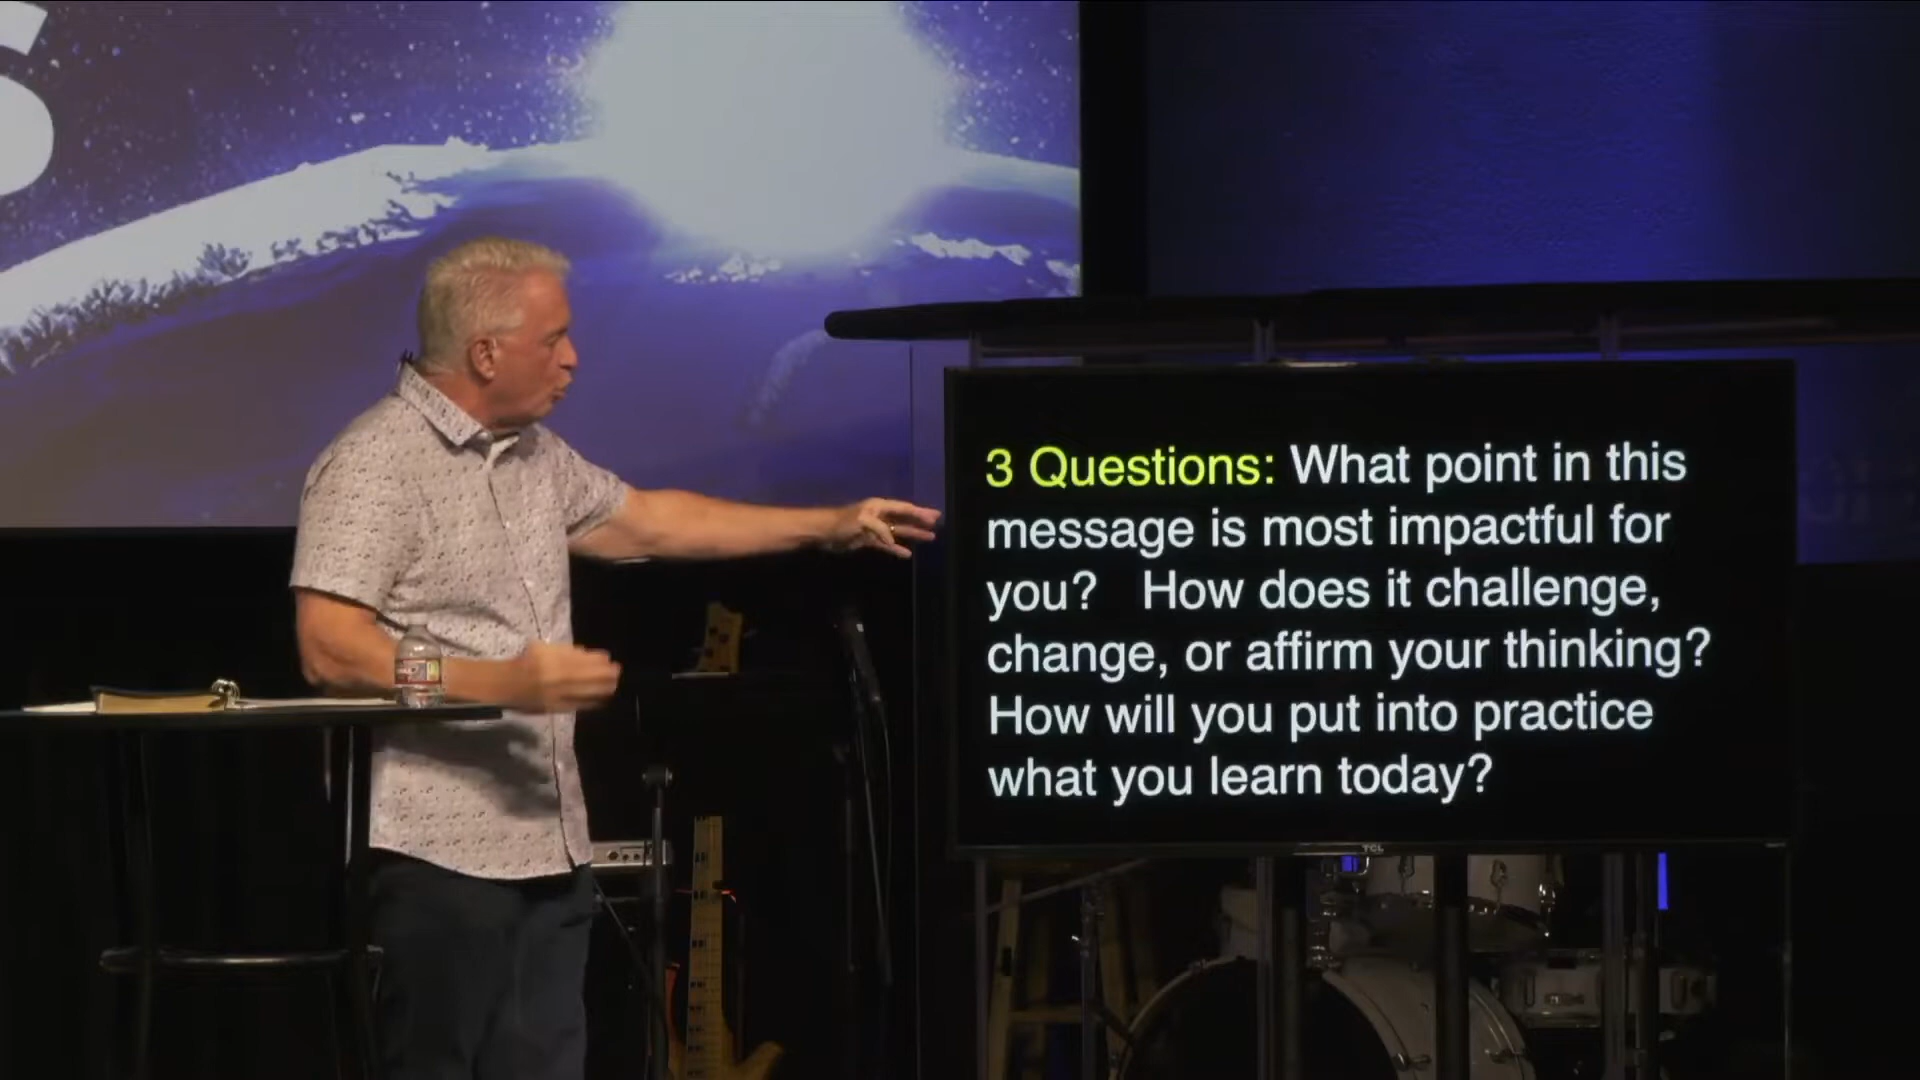 S
3 Questions: What point in this
message is most impactful for
you? How does it challenge,
change, or affirm your thinking?
How will you put into practice
what you learn today?
TCL